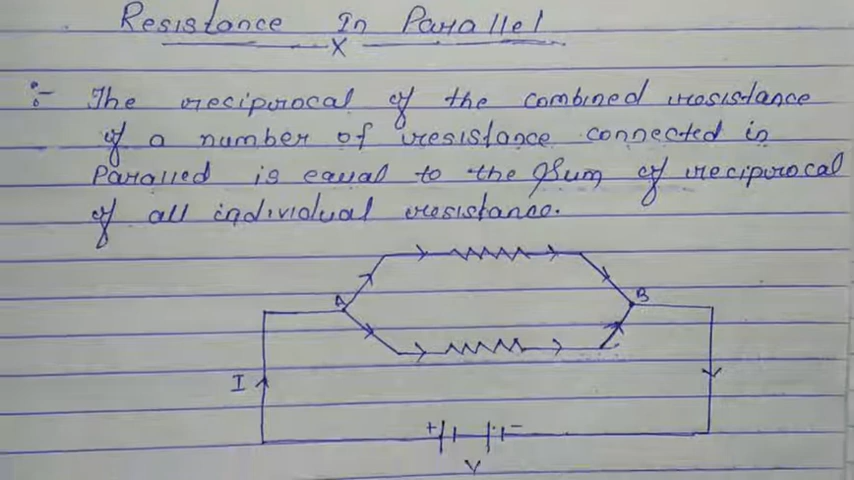 Resistance In Parallel
X
:- The reciprocal of the combined resistance
of a number of resistance connected in
Paralled is equal to the Sum of reciprocal
of all individual resistance.
A
B
I
+ -
V